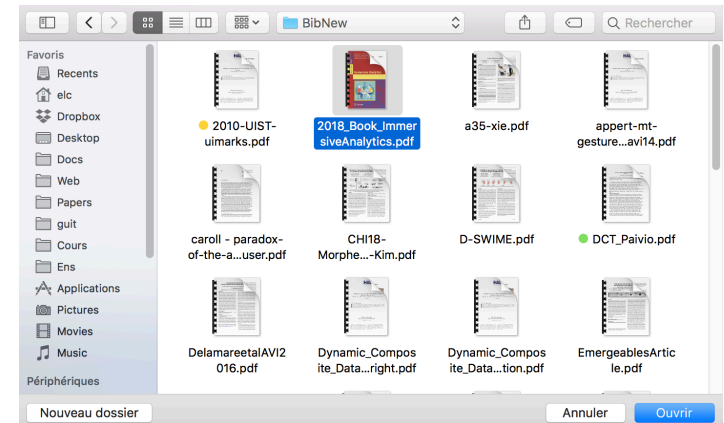 BibNew
Rechercher
Favoris
Recents
elc
Dropbox
Desktop
Docs
Web
Papers
guit
Cours
Ens
Applications
Pictures
Movies
Music
Périphériques
2010-UIST-
uimarks.pdf
2018_Book_Immer
siveAnalytics.pdf
a35-xie.pdf
appert-mt-
gesture...avi14.pdf
caroll - paradox-
of-the-a...user.pdf
CHI18-
Morphe...-Kim.pdf
D-SWIME.pdf
DCT_Paivio.pdf
DelamareetalAVI2
016.pdf
Dynamic_Compos
ite_Data...right.pdf
Dynamic_Compos
ite_Data...tion.pdf
EmergeablesArtic
le.pdf
Nouveau dossier
Annuler
Ouvrir